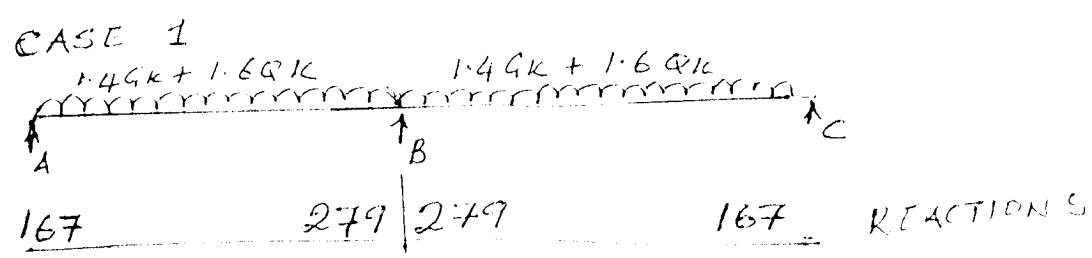 CASE 1
1.4GK + 1.6QK 1.4GK + 1.6QK
A B C
167 279 279 167 REACTIONS